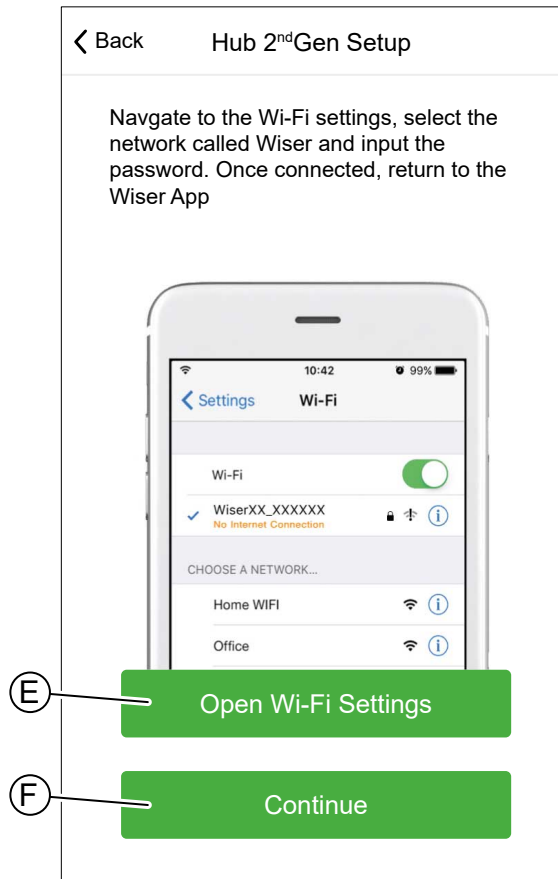 Back
Hub 2ndGen Setup
Navgate to the Wi-Fi settings, select the
network called Wiser and input the
password. Once connected, return to the
Wiser App
10:42
99%
Settings
Wi-Fi
Wi-Fi
WiserXX_XXXXXX
No Internet Connection
CHOOSE A NETWORK...
Home WIFI
Office
E
Open Wi-Fi Settings
F
Continue